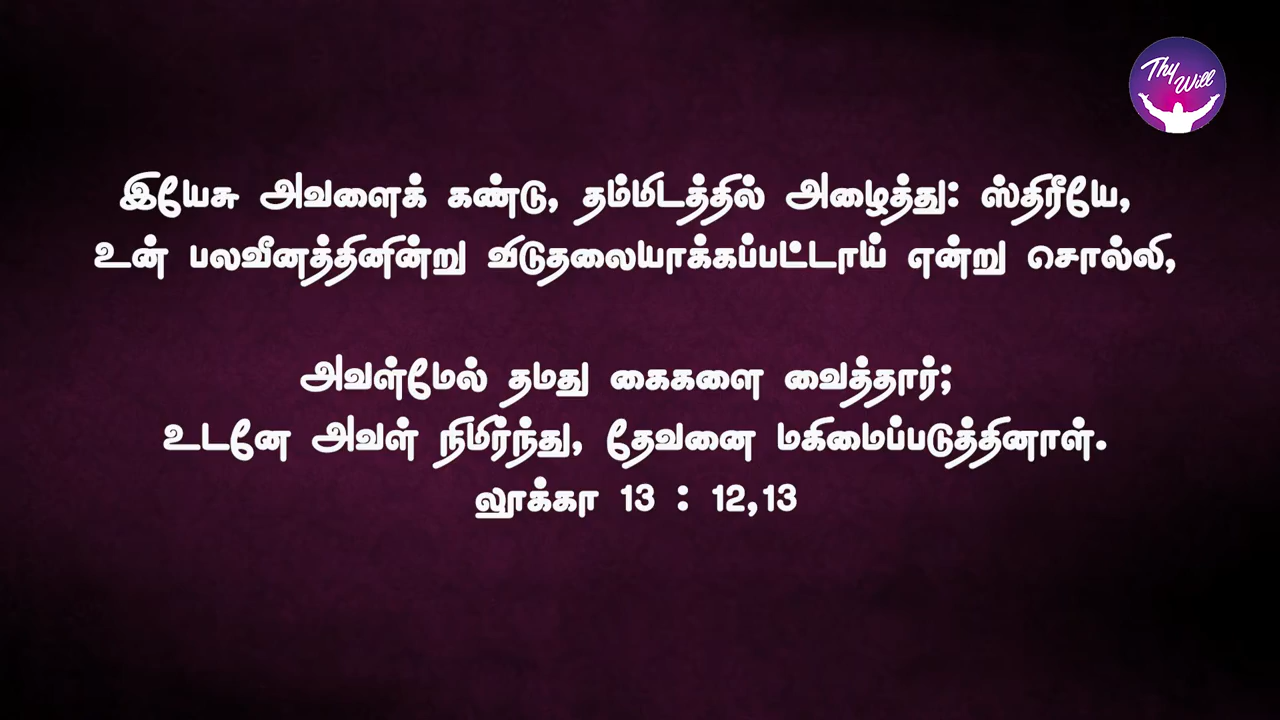 Thy
Will
இயேசு அவளைக் கண்டு, தம்மிடத்தில் அழைத்து: ஸ்திரீயே,
உன் பலவீனத்தினின்று விடுதலையாக்கப்பட்டாய் என்று சொல்லி,
அவள்மேல் தமது கைகளை வைத்தார்;
உடனே அவள் நிமிர்ந்து, தேவனை மகிமைப்படுத்தினாள்.
லூக்கா 13 : 12,13